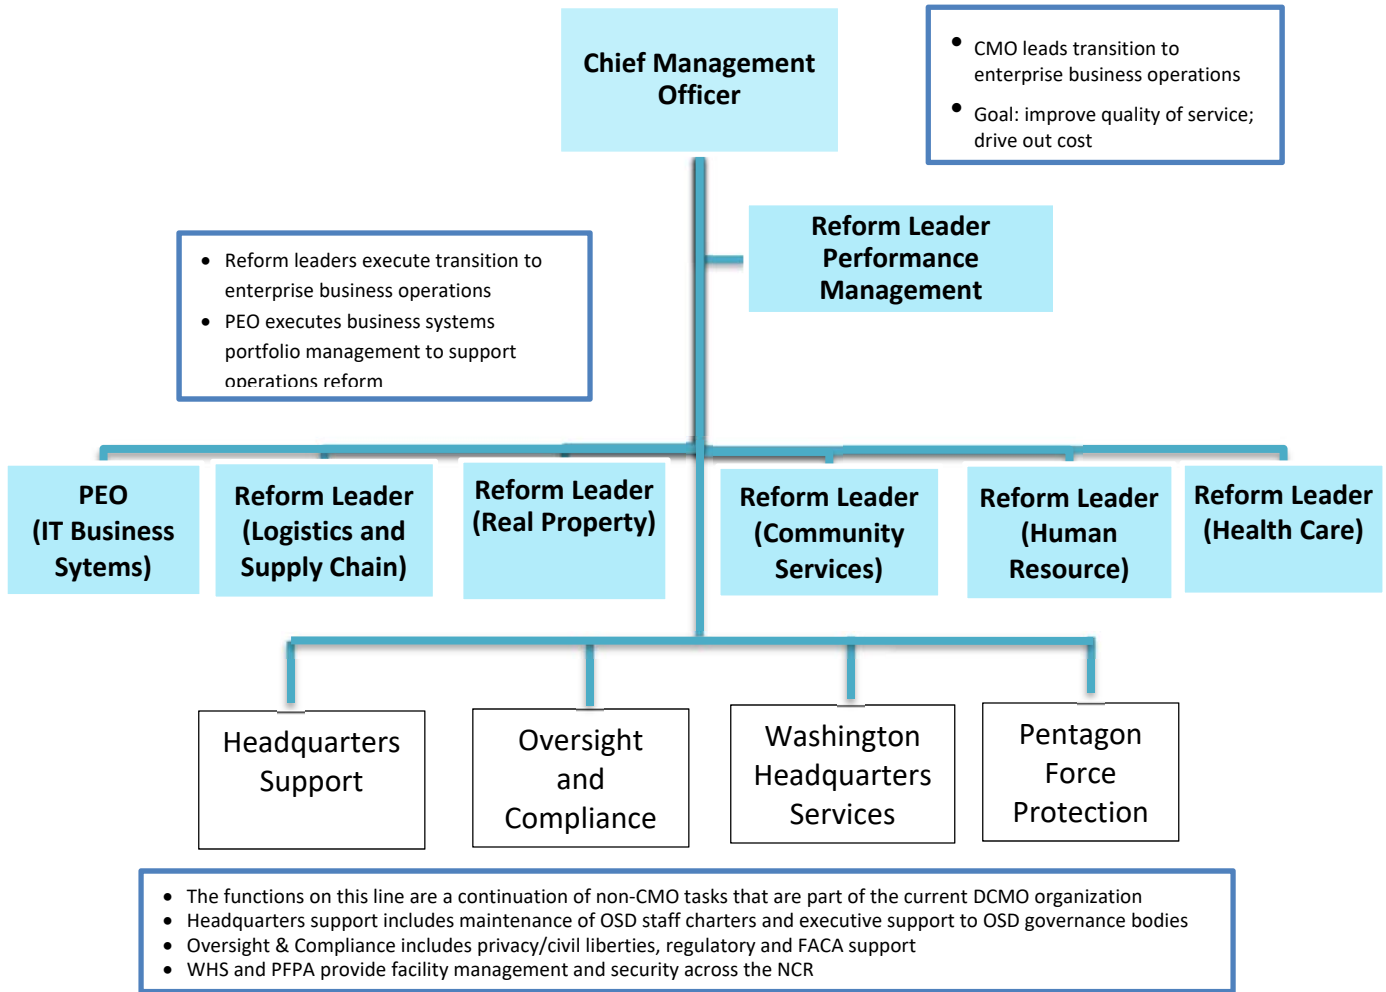 Chief Management
Officer
• CMO leads transition to
enterprise business operations
• Goal: improve quality of service;
drive out cost
Reform Leader
Performance
Management
• Reform leaders execute transition to
enterprise business operations
• PEO executes business systems
portfolio management to support
operations reform
PEO
(IT Business
Sytems)
Reform Leader
(Logistics and
Supply Chain)
Reform Leader
(Real Property)
Reform Leader
(Community
Services)
Reform Leader
(Human
Resource)
Reform Leader
(Health Care)
Headquarters
Support
Oversight
and
Compliance
Washington
Headquarters
Services
Pentagon
Force
Protection
• The functions on this line are a continuation of non-CMO tasks that are part of the current DCMO organization
• Headquarters support includes maintenance of OSD staff charters and executive support to OSD governance bodies
• Oversight & Compliance includes privacy/civil liberties, regulatory and FACA support
• WHS and PFPA provide facility management and security across the NCR